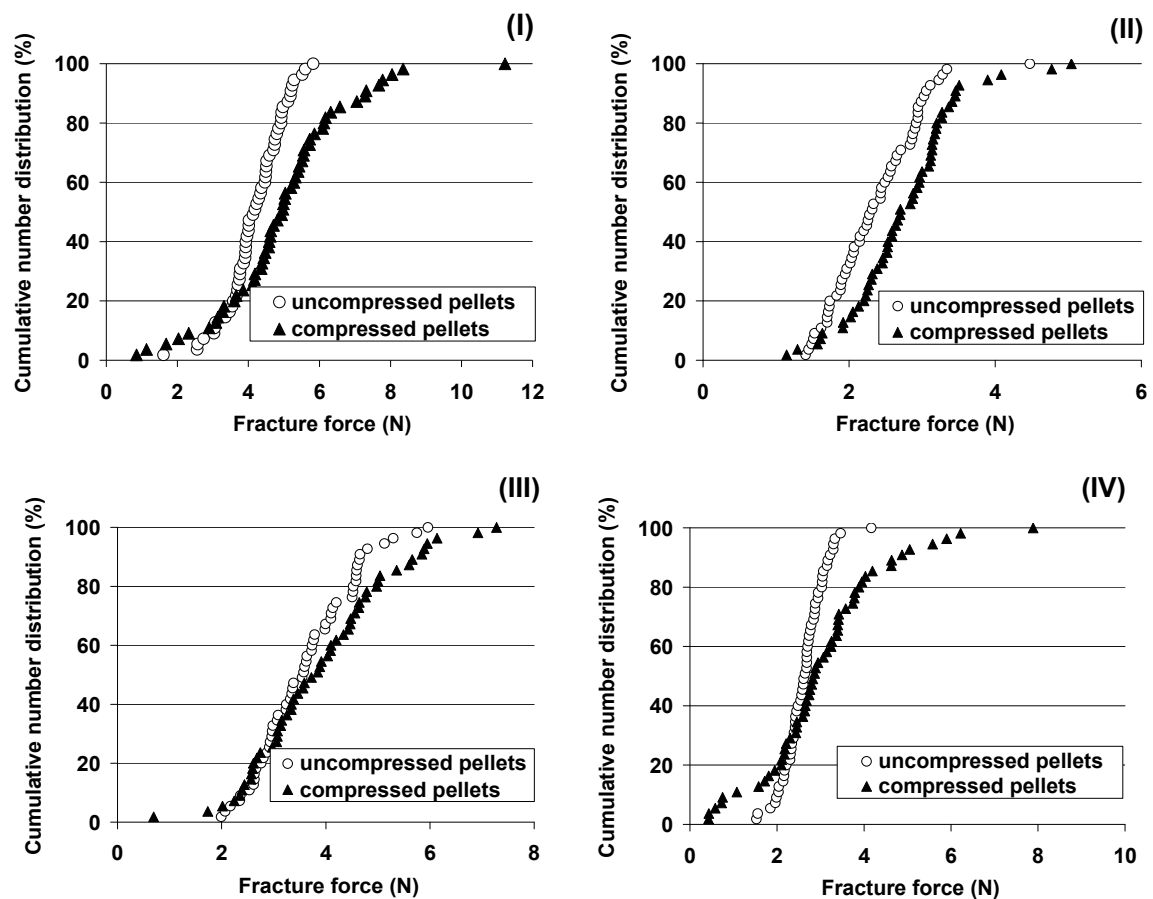 (I)
Cumulative number distribution (%)
100
80
60
40
20
0
uncompressed pellets
compressed pellets
0 2 4 6 8 10 12
Fracture force (N)
(II)
Cumulative number distribution (%)
100
80
60
40
20
0
uncompressed pellets
compressed pellets
0 2 4 6
Fracture force (N)
(III)
Cumulative number distribution (%)
100
80
60
40
20
0
uncompressed pellets
compressed pellets
0 2 4 6 8
Fracture force (N)
(IV)
Cumulative number distribution (%)
100
80
60
40
20
0
uncompressed pellets
compressed pellets
0 2 4 6 8 10
Fracture force (N)